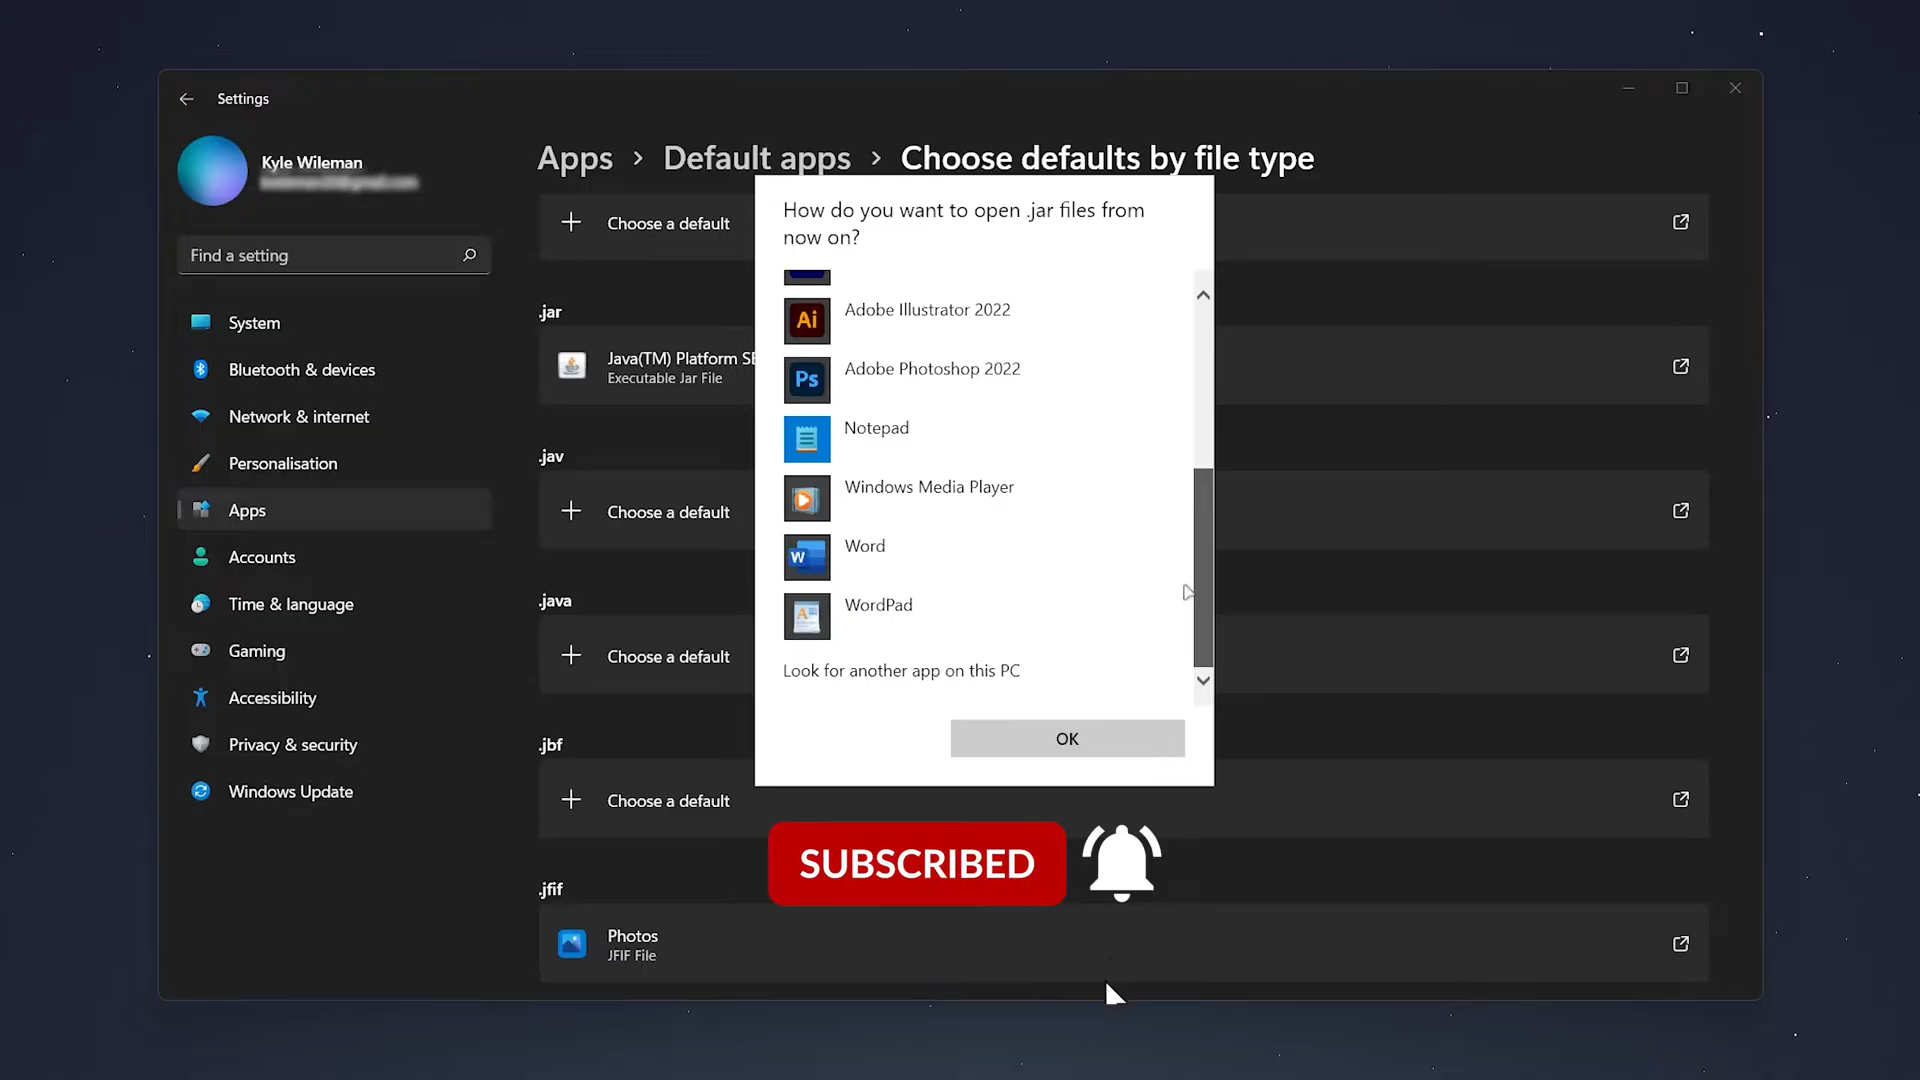 Settings
Kyle Wileman
Find a setting
System
Bluetooth & devices
Network & internet
Personalisation
Apps
Accounts
Time & language
Gaming
Accessibility
Privacy & security
Windows Update
Apps > Default apps > Choose defaults by file type
Choose a default
.jar
Java(TM) Platform SE
Executable Jar File
.jav
Choose a default
.java
Choose a default
.jbf
Choose a default
.jfif
Photos
JFIF File
How do you want to open .jar files from
now on?
Ai Adobe Illustrator 2022
Ps Adobe Photoshop 2022
Notepad
Windows Media Player
W Word
A WordPad
Look for another app on this PC
OK
SUBSCRIBED